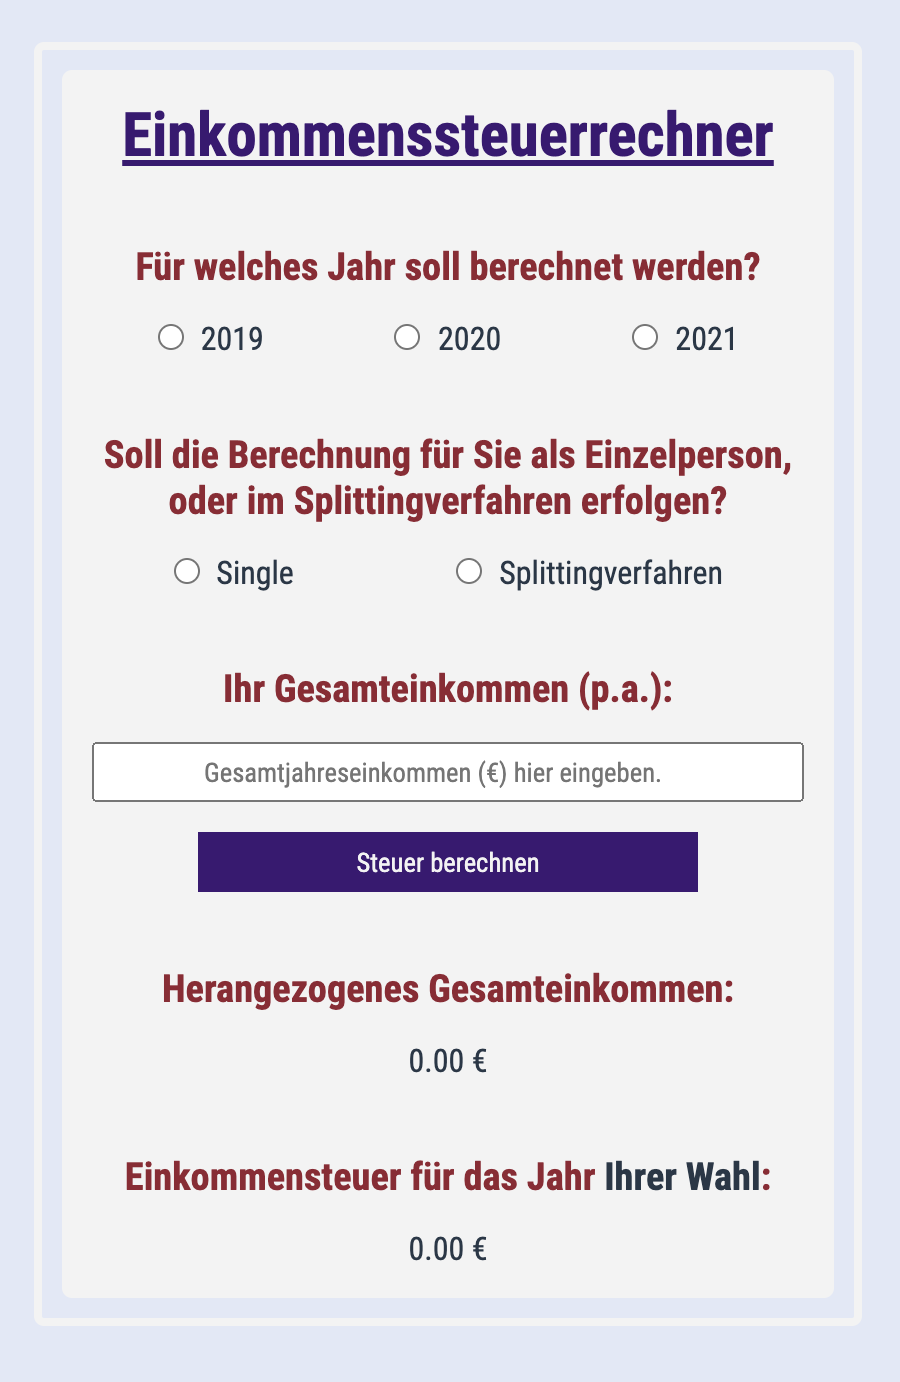 Einkommenssteuerrechner
Für welches Jahr soll berechnet werden?
2019 2020 2021
Soll die Berechnung für Sie als Einzelperson,
oder im Splittingverfahren erfolgen?
Single Splittingverfahren
Ihr Gesamteinkommen (p.a.):
Gesamtjahreseinkommen (€) hier eingeben.
Steuer berechnen
Herangezogenes Gesamteinkommen:
0.00 €
Einkommensteuer für das Jahr Ihrer Wahl:
0.00 €